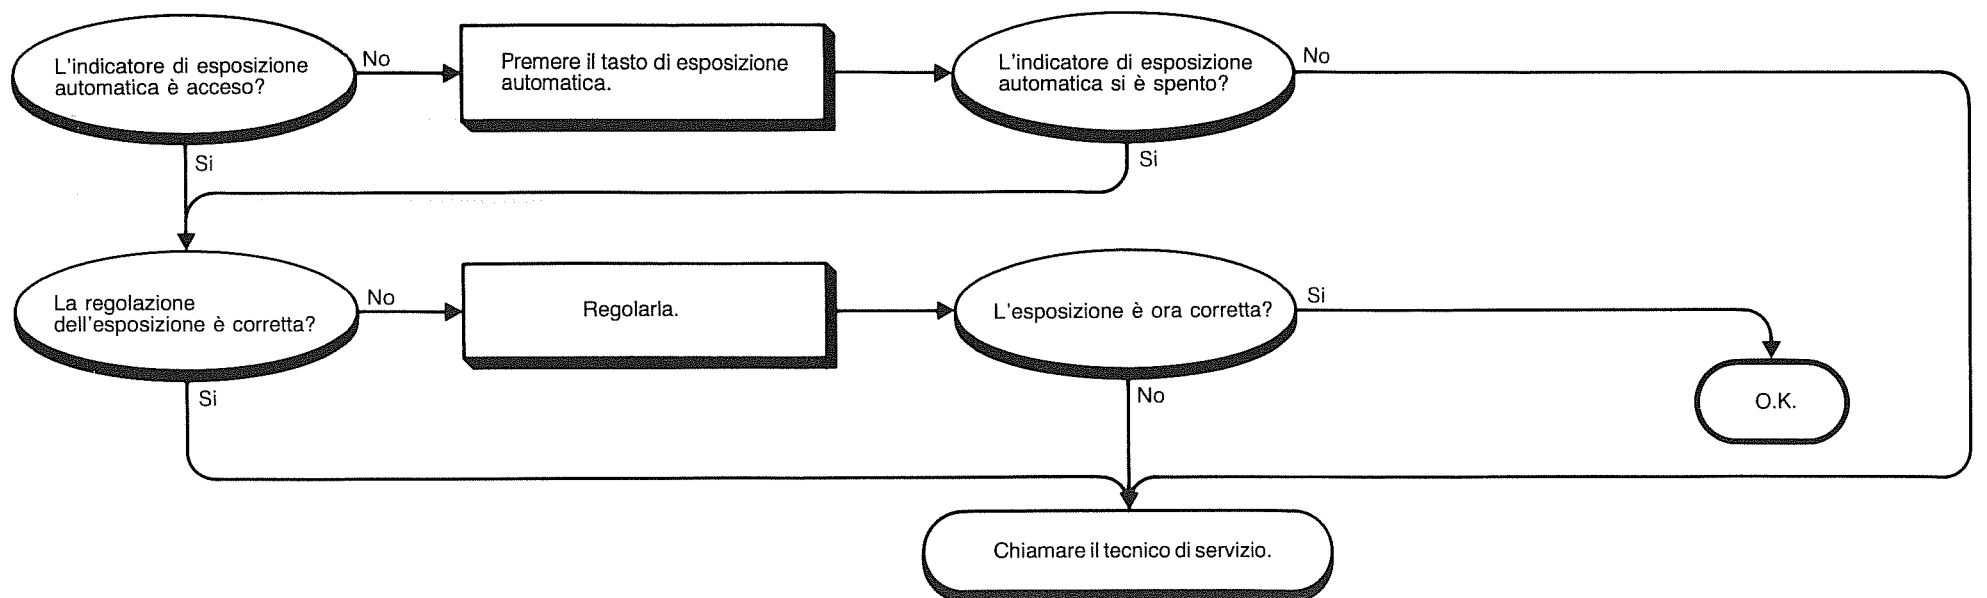 L'indicatore di esposizione
automatica è acceso?
No
Premere il tasto di esposizione
automatica.
L'indicatore di esposizione
automatica si è spento?
No
Si
Si
La regolazione
dell'esposizione è corretta?
No
Regolarla.
L'esposizione è ora corretta?
Si
Si
No
O.K.
Chiamare il tecnico di servizio.